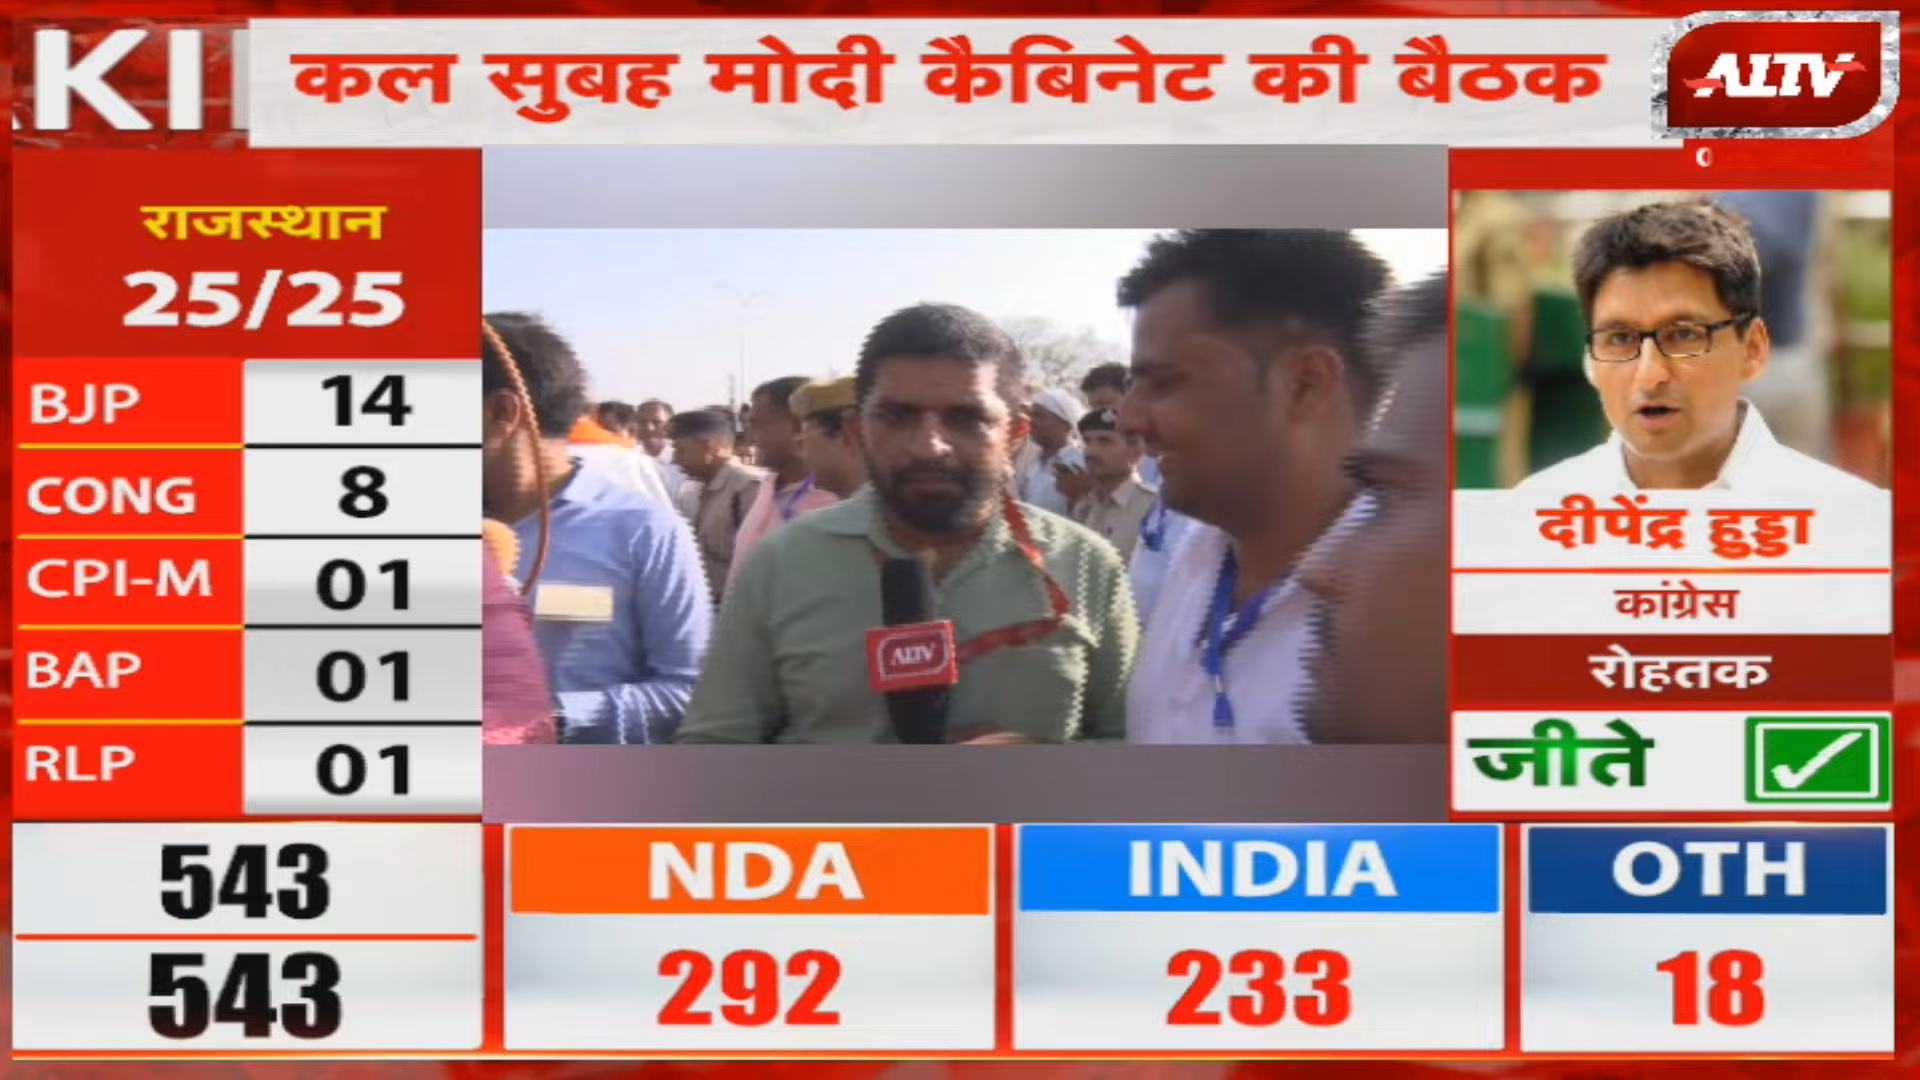 KI
कल सुबह मोदी कैबिनेट की बैठक
ALTV
राजस्थान
25/25
BJP 14
CONG 8
CPI-M 01
BAP 01
RLP 01
ALTV
दीपेंद्र हुड्डा
कांग्रेस
रोहतक
जीते
543
543
NDA
292
INDIA
233
OTH
18